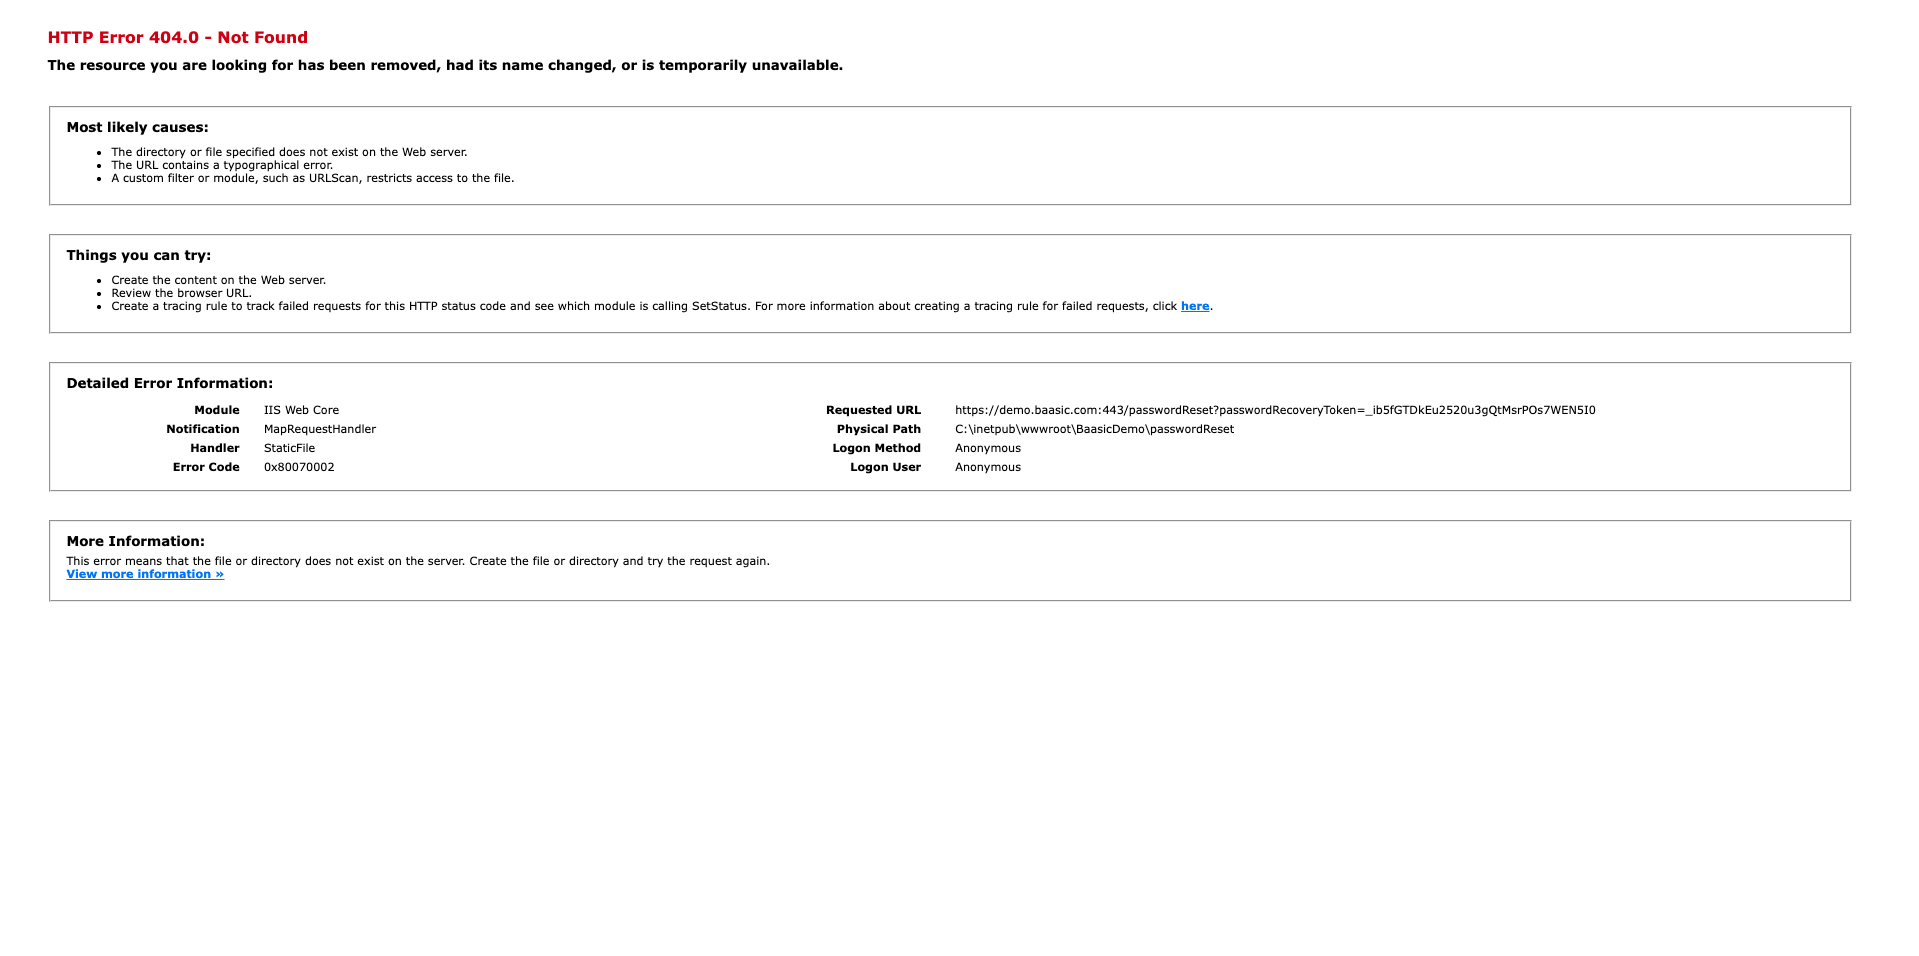 HTTP Error 404.0 - Not Found
The resource you are looking for has been removed, had its name changed, or is temporarily unavailable.
Most likely causes:
The directory or file specified does not exist on the Web server.
The URL contains a typographical error.
A custom filter or module, such as URLScan, restricts access to the file.
Things you can try:
Create the content on the Web server.
Review the browser URL.
Create a tracing rule to track failed requests for this HTTP status code and see which module is calling SetStatus. For more information about creating a tracing rule for failed requests, click here.
Detailed Error Information:
Module IIS Web Core
Notification MapRequestHandler
Handler StaticFile
Error Code 0x80070002
Requested URL https://demo.baasic.com:443/passwordReset?passwordRecoveryToken=_ib5fGTDkEu2520u3gQtMsrPOs7WEN5I0
Physical Path C:\inetpub\wwwroot\BaasicDemo\passwordReset
Logon Method Anonymous
Logon User Anonymous
More Information:
This error means that the file or directory does not exist on the server. Create the file or directory and try the request again.
View more information »